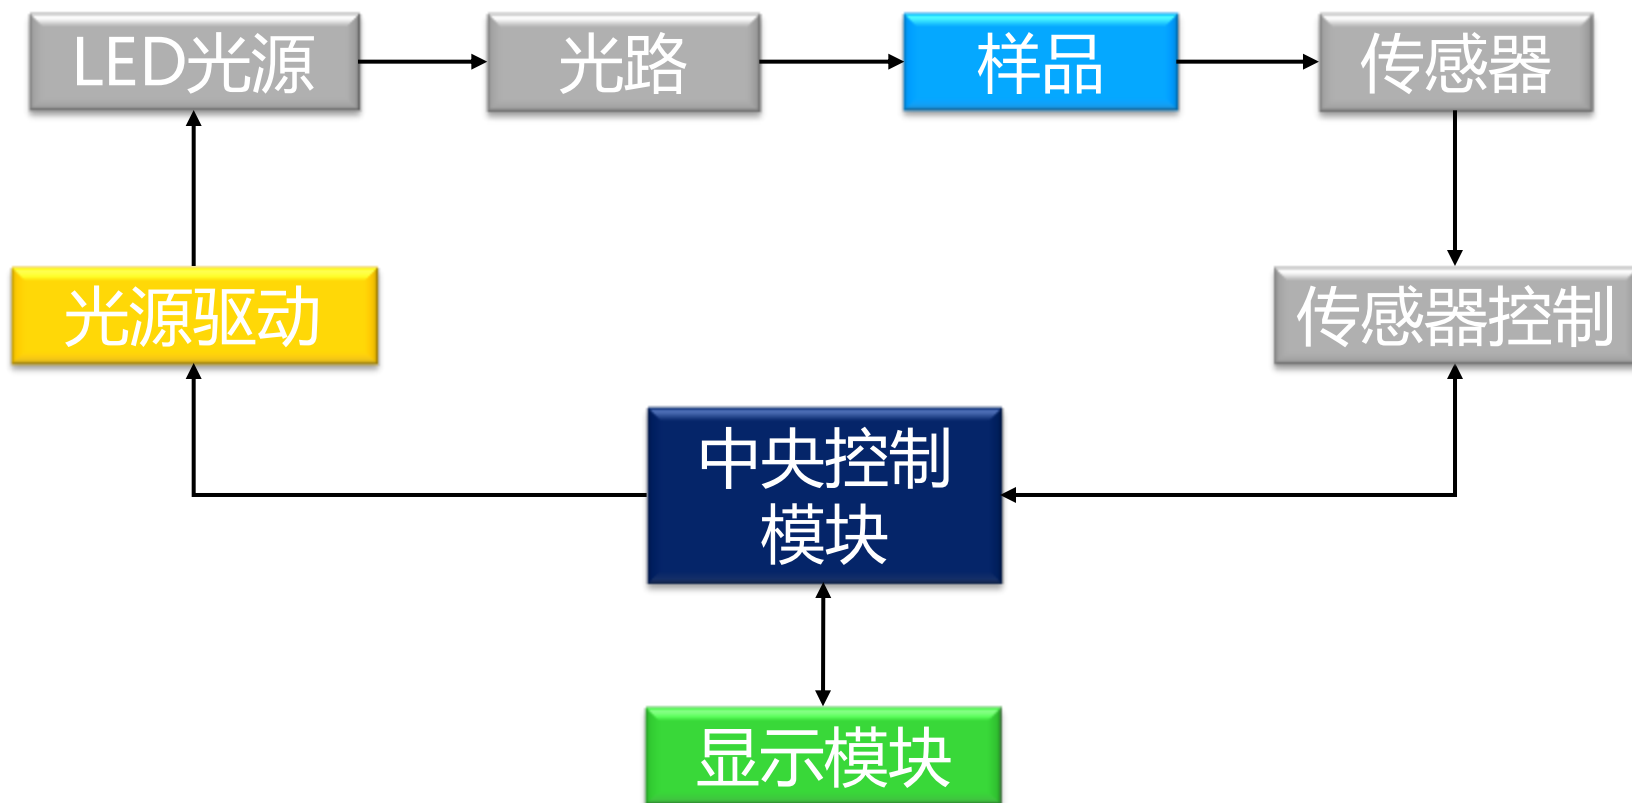 LED光源
光路
样品
传感器
光源驱动
传感器控制
中央控制
模块
显示模块